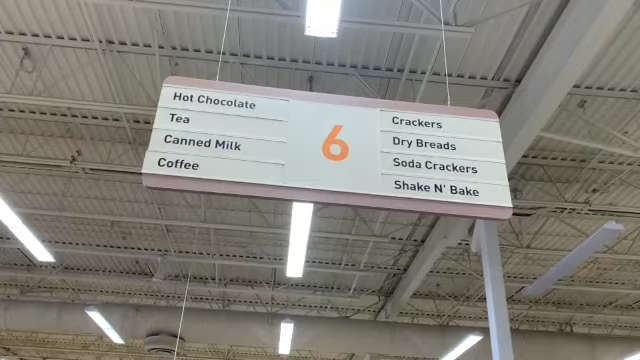 Hot Chocolate
Tea
Canned Milk
Coffee
6
Crackers
Dry Breads
Soda Crackers
Shake N' Bake